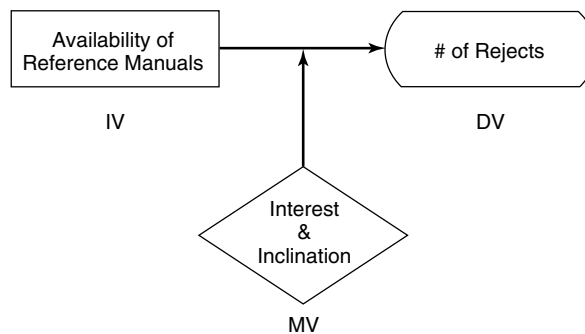 Availability of
Reference Manuals
# of Rejects
IV
DV
Interest
&
Inclination
MV